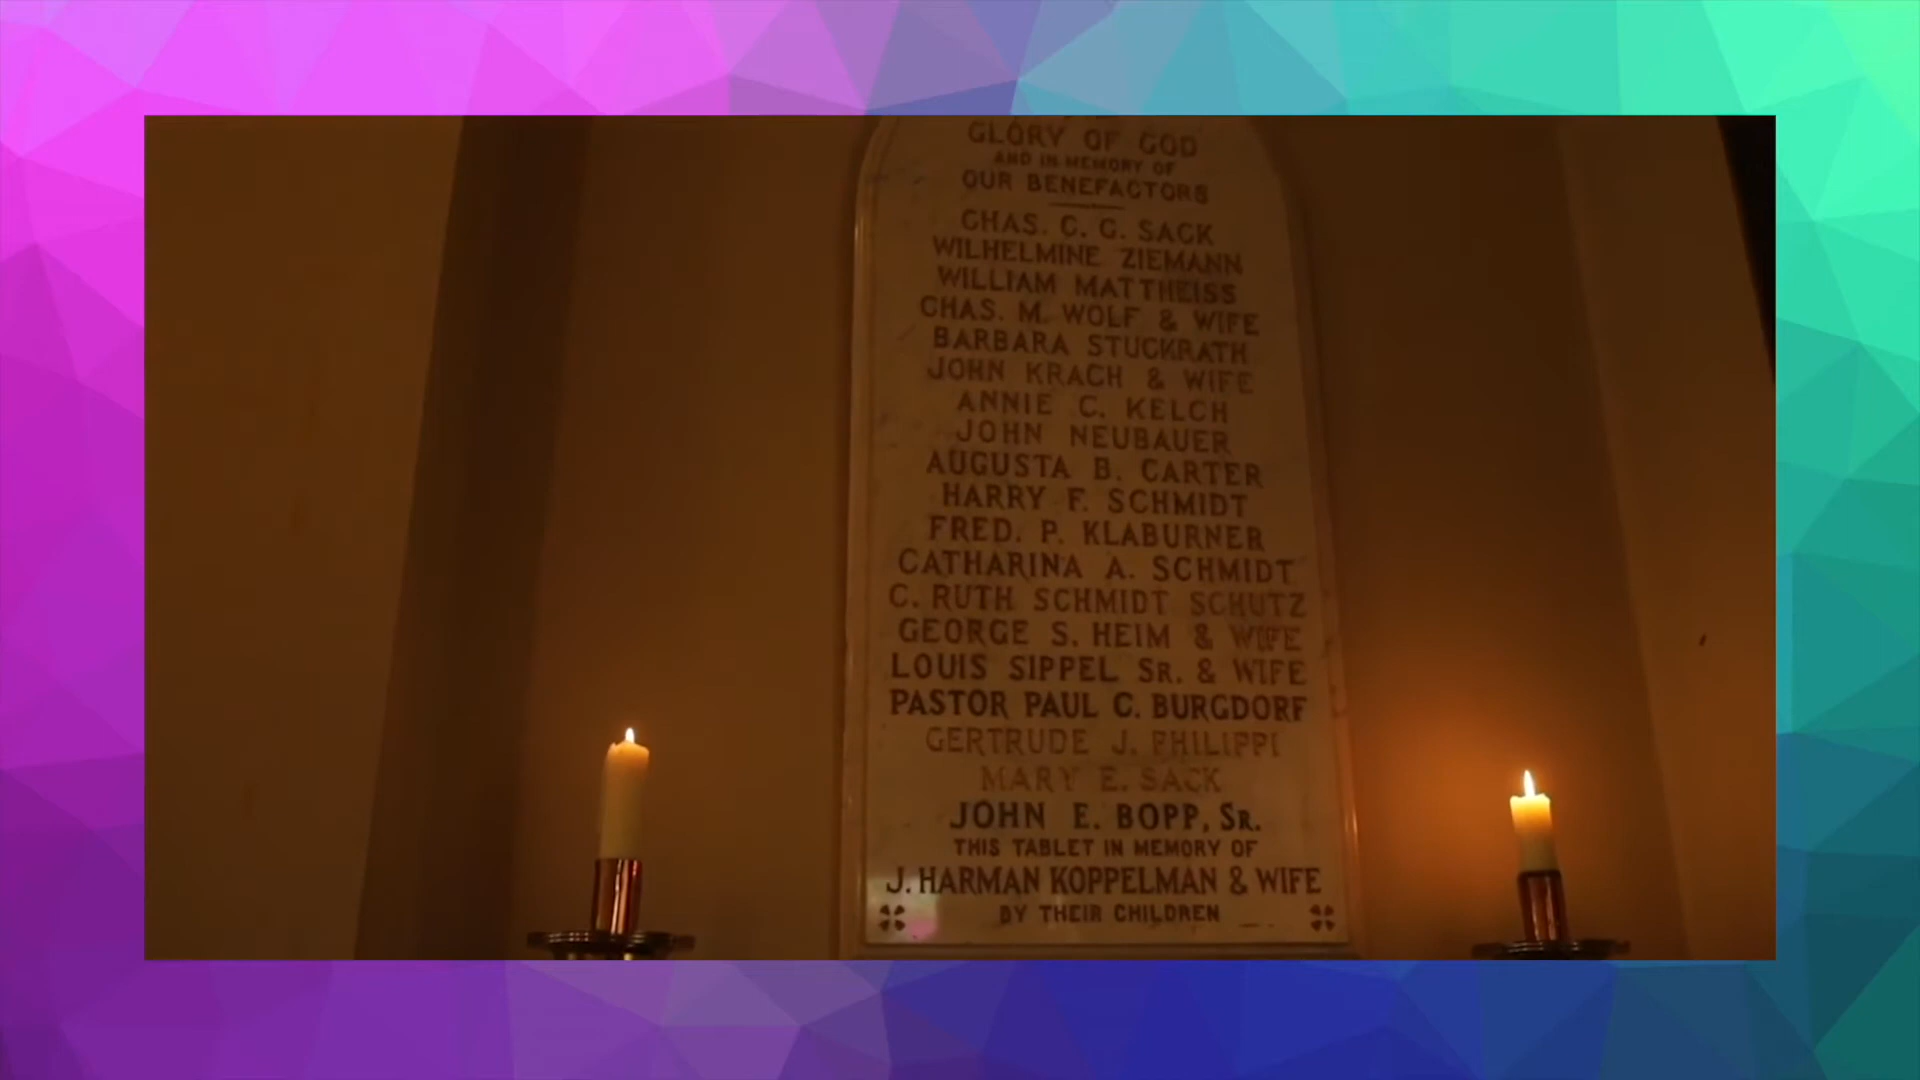 GLORY OF GOD
AND IN MEMORY OF
OUR BENEFACTORS
CHAS. C. G. SACK
WILHELMINE ZIEMANN
WILLIAM MATTHEISS
CHAS. M. WOLF & WIFE
BARBARA STUCKRATH
JOHN KRACH & WIFE
ANNIE C. KELCH
JOHN NEUBAUER
AUGUSTA B. CARTER
HARRY F. SCHMIDT
FRED. P. KLABURNER
CATHARINA A. SCHMIDT
C. RUTH SCHMIDT SCHUTZ
GEORGE S. HEIM & WIFE
LOUIS SIPPEL SR. & WIFE
PASTOR PAUL C. BURGDORF
GERTRUDE J. PHILIPPI
MARY E. SACK
JOHN E. BOPP, SR.
THIS TABLET IN MEMORY OF
J. HARMAN KOPPELMAN & WIFE
BY THEIR CHILDREN